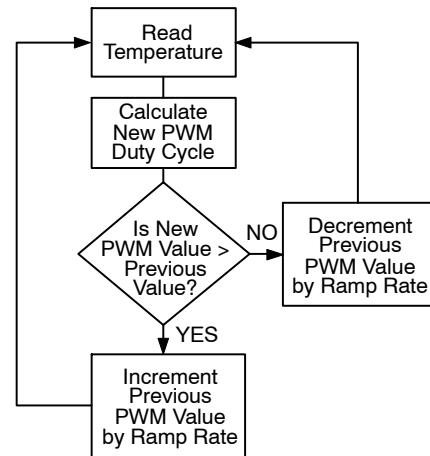 Read
Temperature
Calculate
New PWM
Duty Cycle
Is New
PWM Value >
Previous
Value?
NO
Decrement
Previous
PWM Value
by Ramp Rate
YES
Increment
Previous
PWM Value
by Ramp Rate